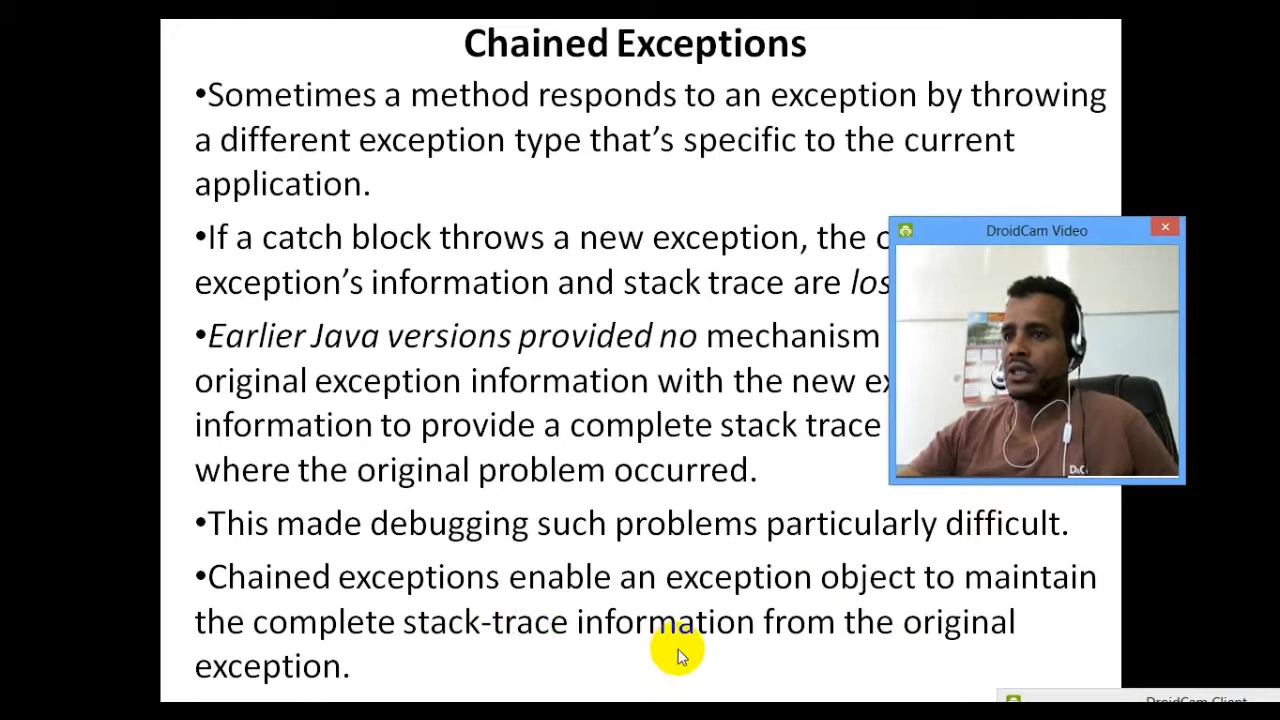 Chained Exceptions
•Sometimes a method responds to an exception by throwing
a different exception type that's specific to the current
application.
•If a catch block throws a new exception, the
exception's information and stack trace are
•Earlier Java versions provided no mechanism
original exception information with the new
information to provide a complete stack trace
where the original problem occurred.
•This made debugging such problems particularly difficult.
•Chained exceptions enable an exception object to maintain
the complete stack-trace information from the original
exception.
DroidCam Video
DroidCam Client